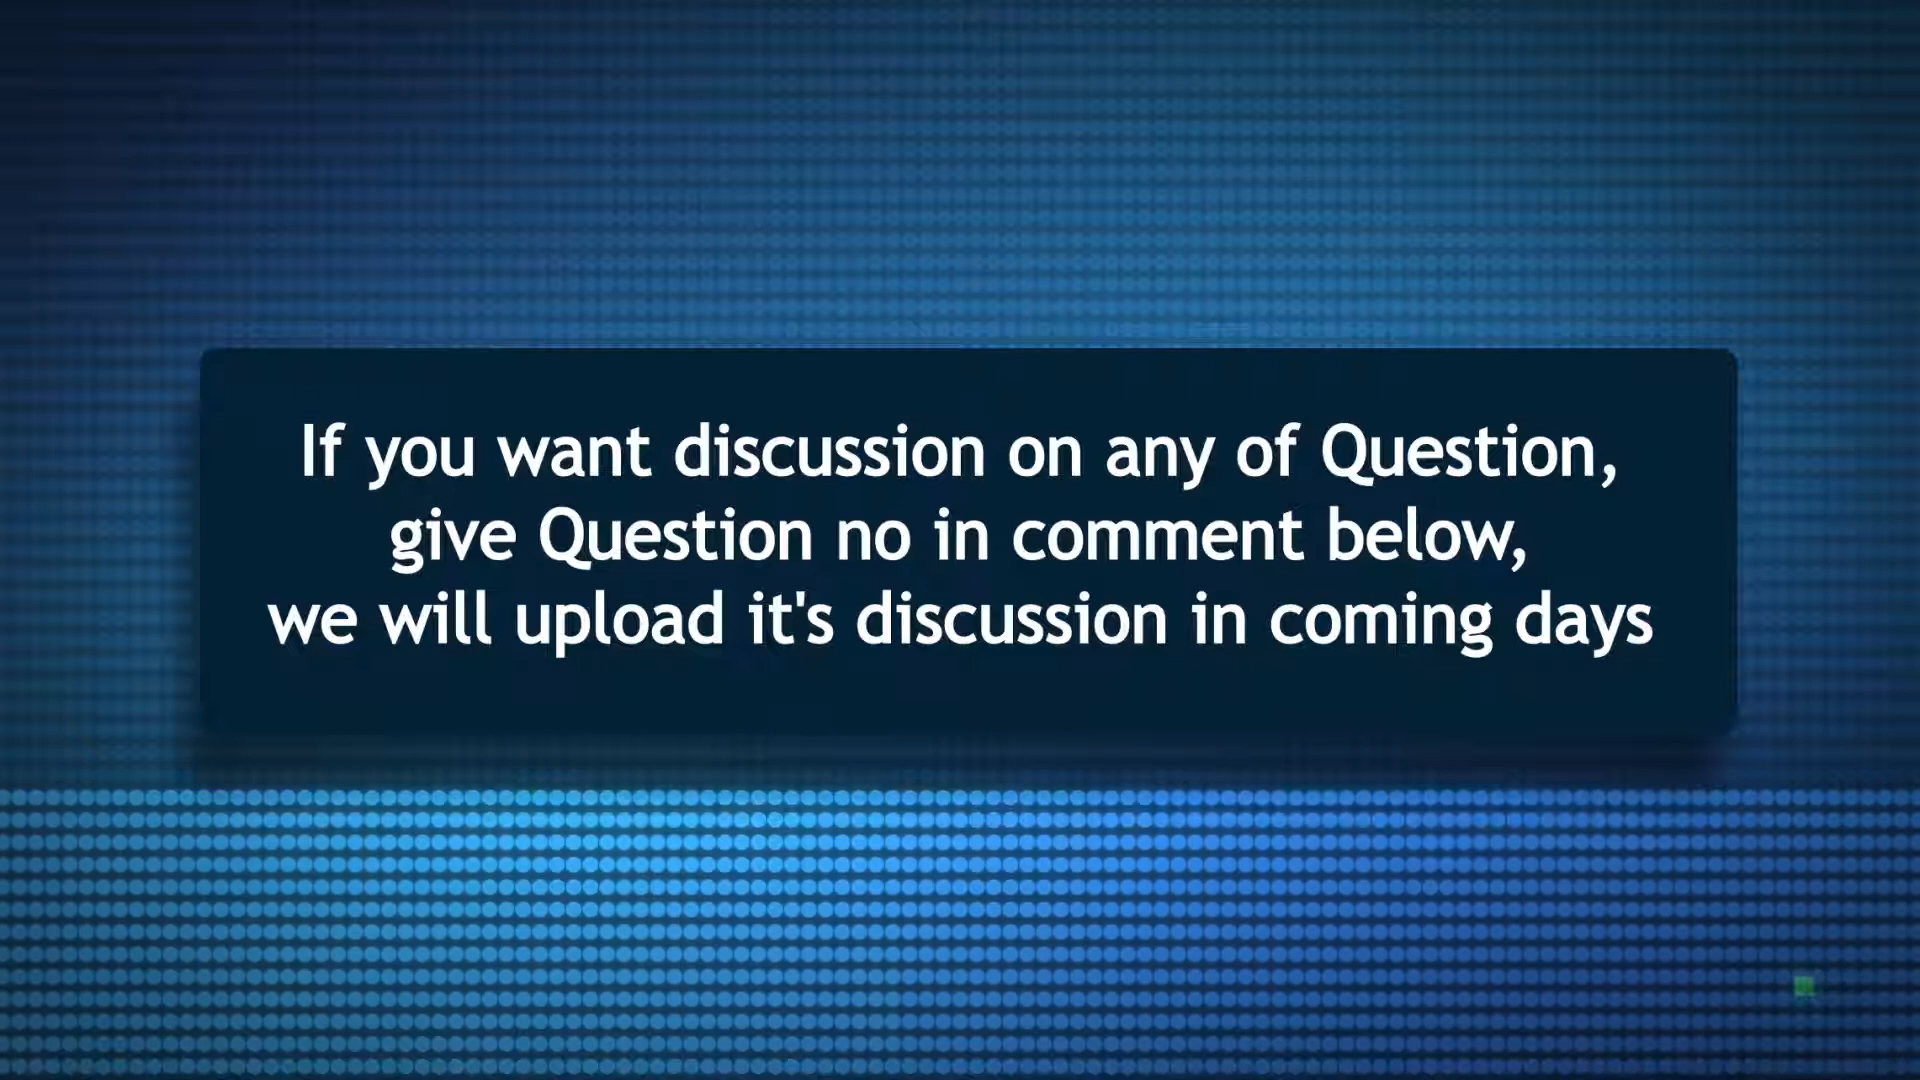 If you want discussion on any of Question,
give Question no in comment below,
we will upload it's discussion in coming days